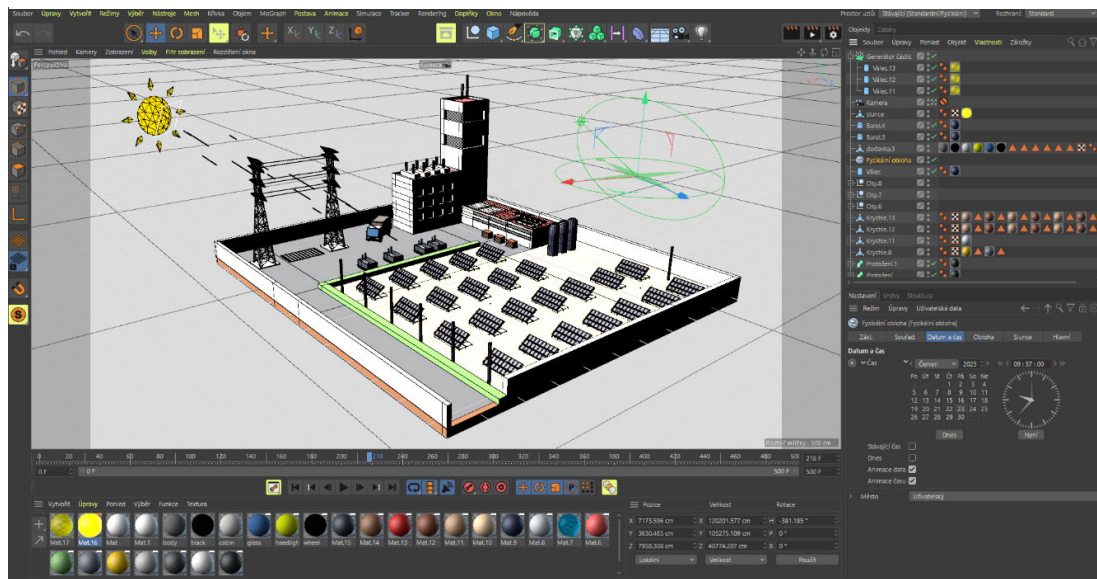 Soubor Úpravy Vytvořit Režimy Výběr Nástroje Mesh Křivka Objem MoGraph Postava Animace Simulace Tracker Rendering Doplňky Okno Nápověda
Prostor uzlů Stávající (Standardní/Fyzikální) Rozhraní Standard
Objekty Zábery
Pohled Kamery Zobrazení Volby Filtr zobrazení Rozdělení okna
Soubor Úpravy Pohled Objekt Vlastnosti Záložky
Perspektiva
Kamera
Generátor částic
Válec.13
Válec.12
Válec.11
Kamera
slunce
Barel.4
Barel.3
dodavka.3
Fyzikální obloha
Válec
Osy.8
Osy.7
Osy.6
Krychle.13
Krychle.12
Krychle.11
Krychle.8
Protažení.1
Protažení
Nastavení Vrstvy Struktura
Režim Úpravy Uživatelská data
Fyzikální obloha [Fyzikální obloha]
Zákl. Souřad. Datum a čas Obloha Slunce Hlavní
Datum a čas
Čas Červen 2023 09:37:00
Po Út St Čt Pá So Ne
1 2 3 4
5 6 7 8 9 10 11
12 13 14 15 16 17 18
19 20 21 22 23 24 25
26 27 28 29 30
Dnes Nyní
Stávající čas
Dnes
Animace data
Animace času
Město Uživatelský
Rozteč mřížky : 500 cm
0 20 40 60 80 100 120 140 160 180 200 218 240 260 280 300 320 340 360 380 400 420 440 460 480 50 218 F
0 F 0 F 500 F 500 F
Vytvořit Úpravy Pohled Výběr Funkce Textura
Mat.17 Mat.16 Mat Mat.1 body black cabin glass haedligh wheel Mat.15 Mat.14 Mat.13 Mat.12 Mat.11 Mat.10 Mat.9 Mat.8 Mat.7 Mat.6
Pozice Velikost Rotace
X 7173.596 cm X 120201.577 cm H -381.185 °
Y 3630.465 cm Y 105275.109 cm P 0 °
Z 7958.308 cm Z 40774.207 cm B 0 °
Lokální Velikost Použít